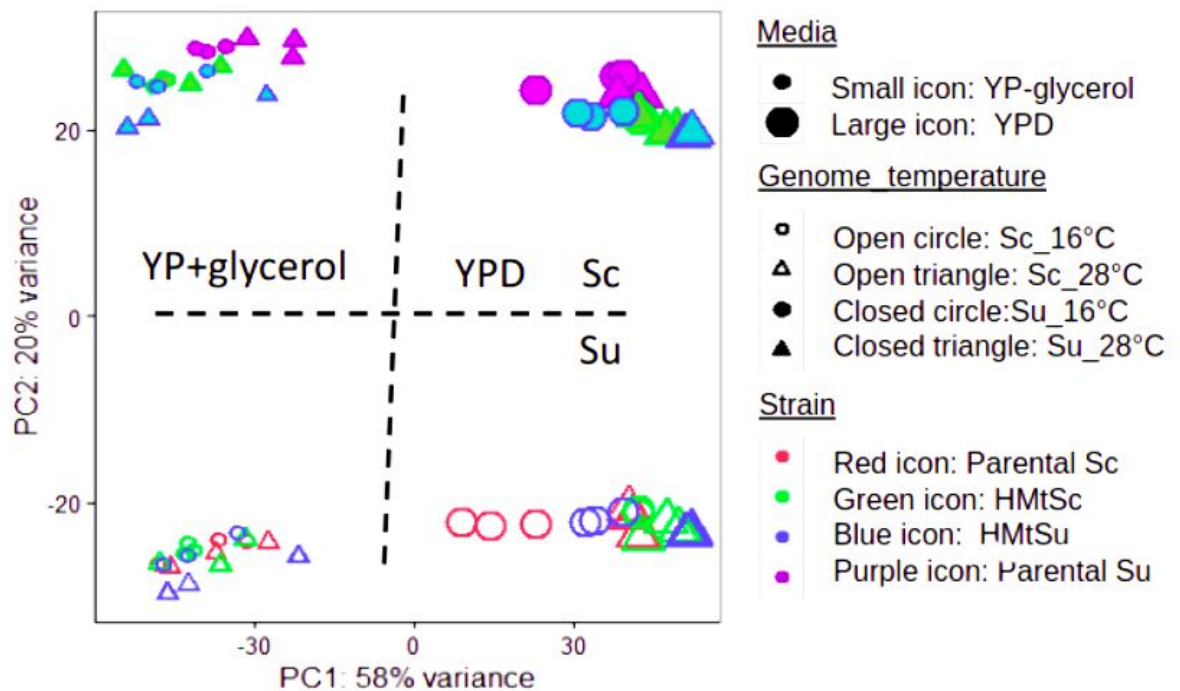 20
0
-20
PC2: 20% variance
YP+glycerol
YPD
Sc
Su
-30
0
30
PC1: 58% variance
Media
Small icon: YP-glycerol
Large icon: YPD
Genome_temperature
Open circle: Sc_16°C
Open triangle: Sc_28°C
Closed circle:Su_16°C
Closed triangle: Su_28°C
Strain
Red icon: Parental Sc
Green icon: HMtSc
Blue icon: HMtSu
Purple icon: Parental Su